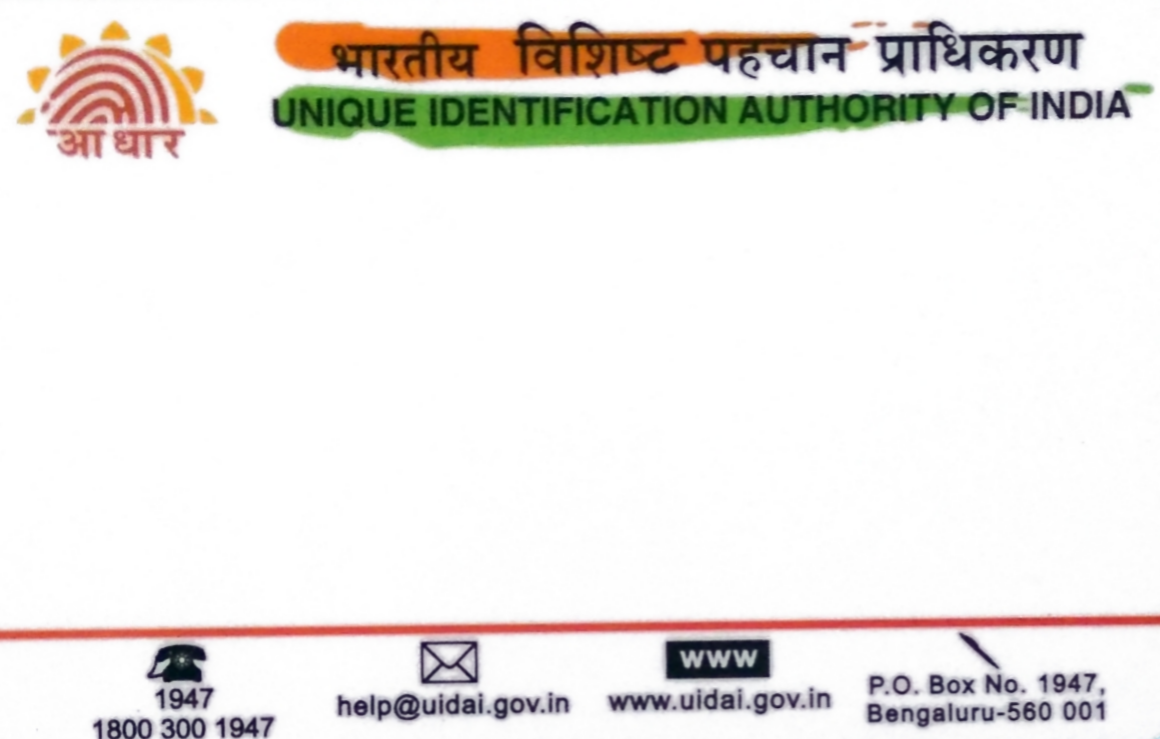 आधार
भारतीय विशिष्ट पहचान प्राधिकरण
UNIQUE IDENTIFICATION AUTHORITY OF INDIA
1947
1800 300 1947
help@uidai.gov.in
www
www.uidai.gov.in
P.O. Box No. 1947,
Bengaluru-560 001